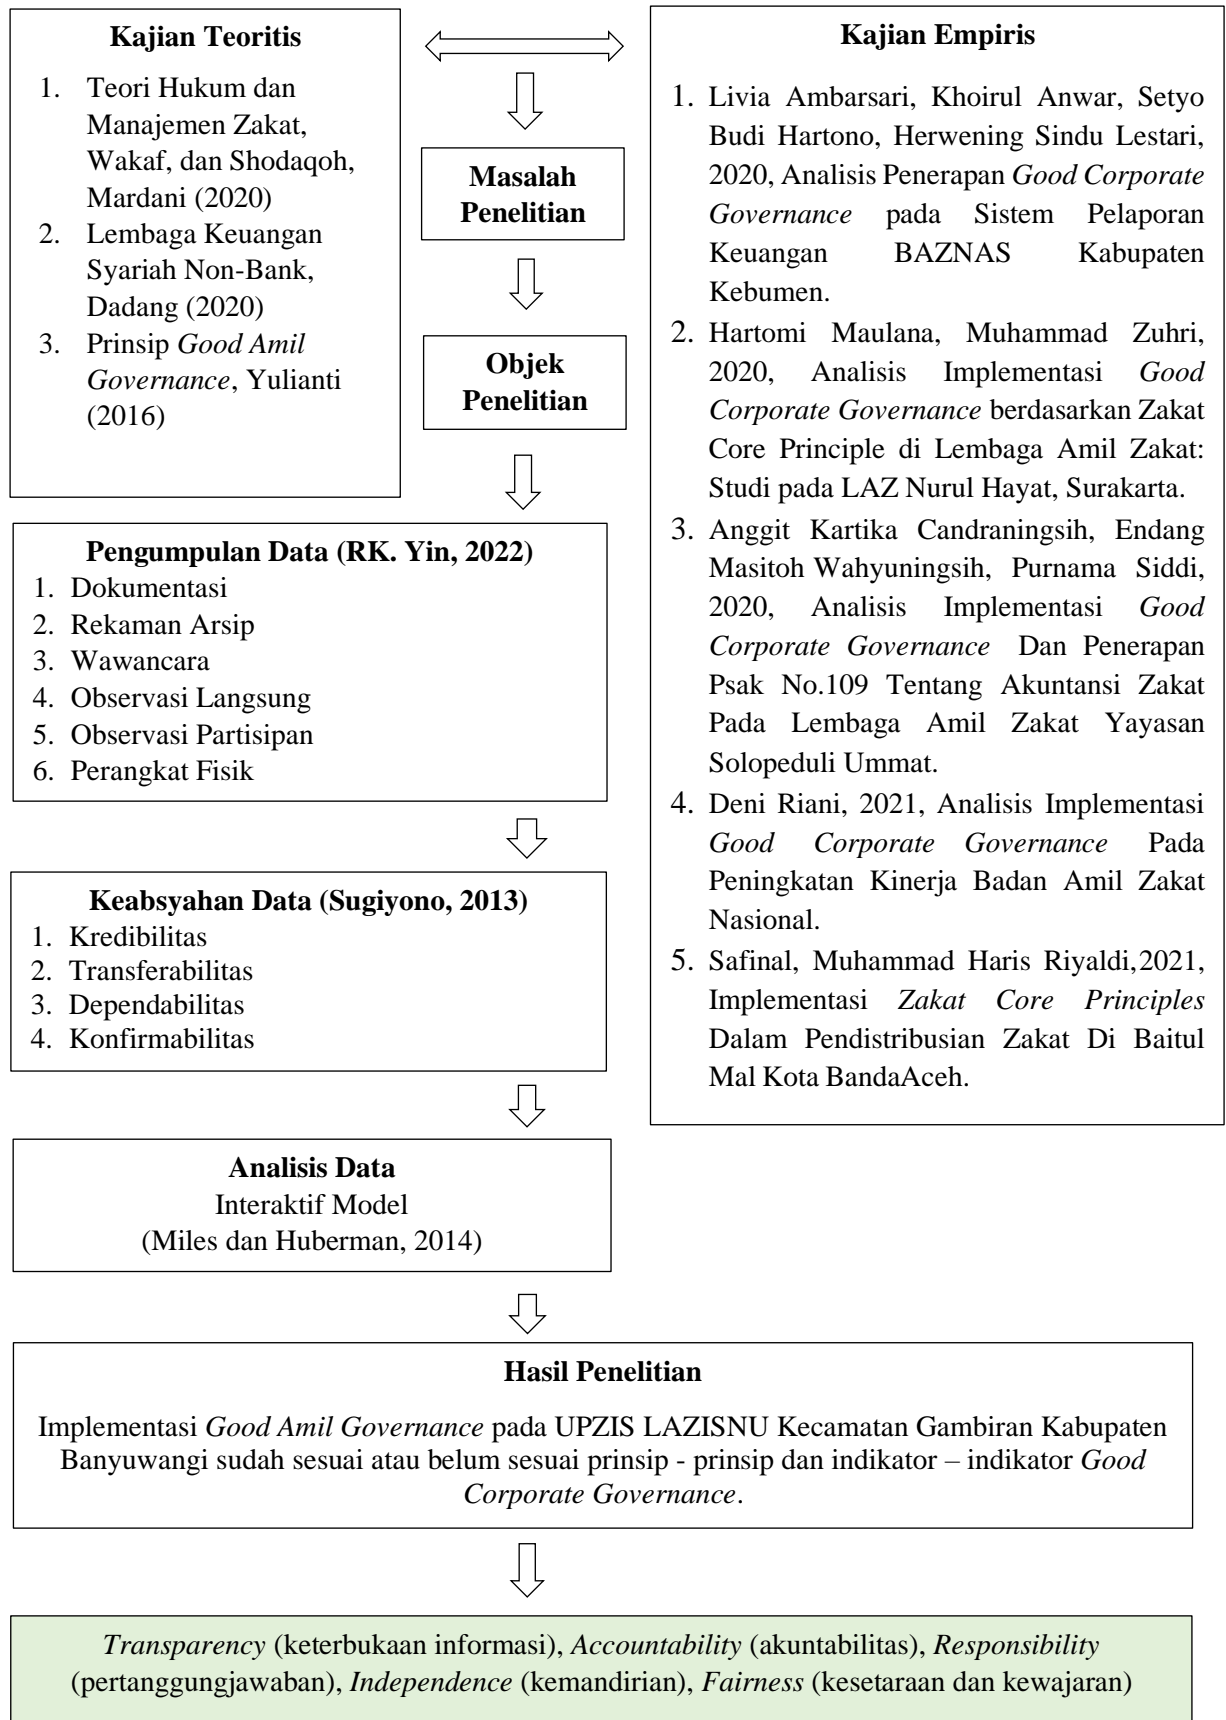 Kajian Teoritis
1. Teori Hukum dan
Manajemen Zakat,
Wakaf, dan Shodaqoh,
Mardani (2020)
2. Lembaga Keuangan
Syariah Non-Bank,
Dadang (2020)
3. Prinsip Good Amil
Governance, Yulianti
(2016)
Masalah
Penelitian
Objek
Penelitian
Kajian Empiris
1. Livia Ambarsari, Khoirul Anwar, Setyo
Budi Hartono, Herwening Sindu Lestari,
2020, Analisis Penerapan Good Corporate
Governance pada Sistem Pelaporan
Keuangan BAZNAS Kabupaten
Kebumen.
2. Hartomi Maulana, Muhammad Zuhri,
2020, Analisis Implementasi Good
Corporate Governance berdasarkan Zakat
Core Principle di Lembaga Amil Zakat:
Studi pada LAZ Nurul Hayat, Surakarta.
3. Anggit Kartika Candraningsih, Endang
Masitoh Wahyuningsih, Purnama Siddi,
2020, Analisis Implementasi Good
Corporate Governance Dan Penerapan
Psak No.109 Tentang Akuntansi Zakat
Pada Lembaga Amil Zakat Yayasan
Solopeduli Ummat.
4. Deni Riani, 2021, Analisis Implementasi
Good Corporate Governance Pada
Peningkatan Kinerja Badan Amil Zakat
Nasional.
5. Safinal, Muhammad Haris Riyaldi,2021,
Implementasi Zakat Core Principles
Dalam Pendistribusian Zakat Di Baitul
Mal Kota BandaAceh.
Pengumpulan Data (RK. Yin, 2022)
1. Dokumentasi
2. Rekaman Arsip
3. Wawancara
4. Observasi Langsung
5. Observasi Partisipan
6. Perangkat Fisik
Keabsyahan Data (Sugiyono, 2013)
1. Kredibilitas
2. Transferabilitas
3. Dependabilitas
4. Konfirmabilitas
Analisis Data
Interaktif Model
(Miles dan Huberman, 2014)
Hasil Penelitian
Implementasi Good Amil Governance pada UPZIS LAZISNU Kecamatan Gambiran Kabupaten
Banyuwangi sudah sesuai atau belum sesuai prinsip - prinsip dan indikator – indikator Good
Corporate Governance.
Transparency (keterbukaan informasi), Accountability (akuntabilitas), Responsibility
(pertanggungjawaban), Independence (kemandirian), Fairness (kesetaraan dan kewajaran)